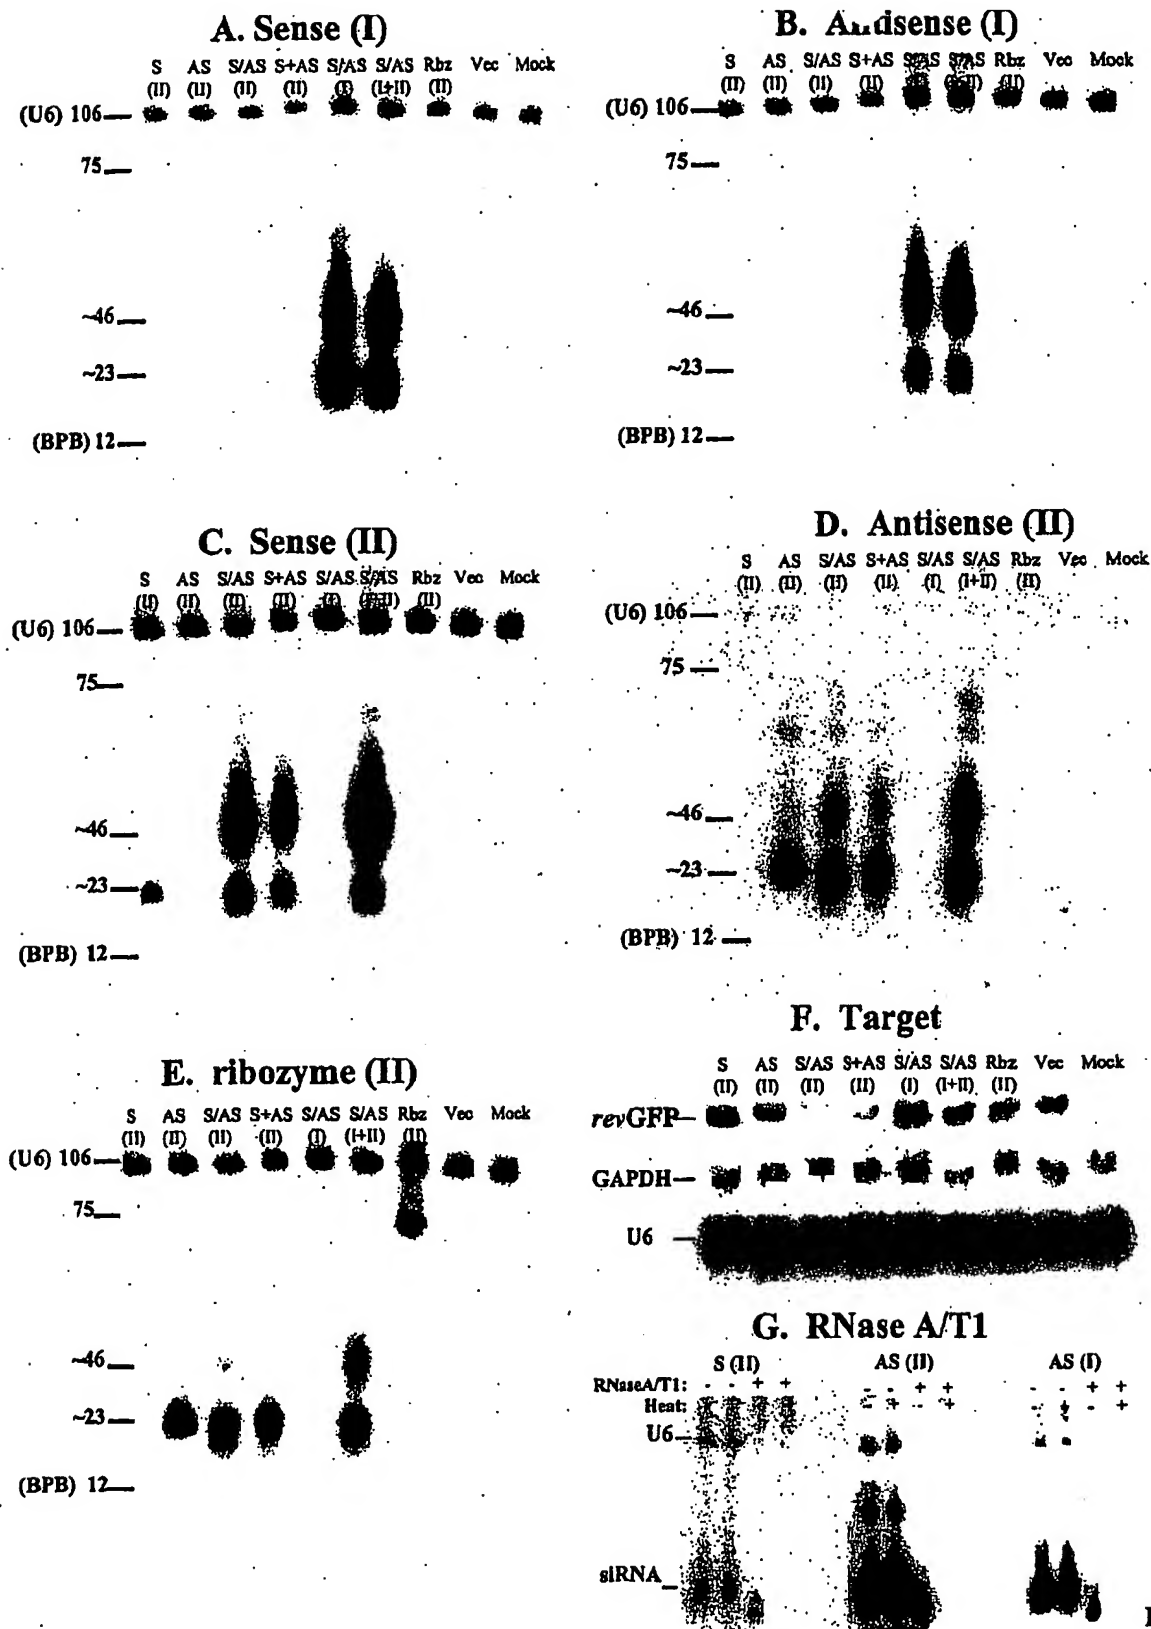 A. Sense (I)
S AS S/AS S+AS S/AS S/AS Rbz Vec Mock
(II) (II) (II) (II) (I) (I+II) (II)
(U6) 106
75
~46
~23
(BPB) 12
B.
S AS S/AS S+AS S/AS S/AS Rbz Vec Mock
(II) (II) (II) (II) (II)
(U6) 106
75
~46
~23
(BPB) 12
C. Sense (II)
S AS S/AS S+AS S/AS S/AS Rbz Vec Mock
(II) (II) (II) (II) (I) (II)
(U6) 106
75
~46
~23
(BPB) 12
D. Antisense (II)
S AS S/AS S+AS S/AS S/AS Rbz Vec Mock
(II) (II) (II) (II) (I) (I+II) (II)
(U6) 106
75
~46
~23
(BPB) 12
E. ribozyme (II)
S AS S/AS S+AS S/AS S/AS Rbz Vec Mock
(II) (II) (II) (II) (I) (I+II) (II)
(U6) 106
75
~46
~23
(BPB) 12
F. Target
S AS S/AS S+AS S/AS S/AS Rbz Vec Mock
(II) (II) (II) (II) (I) (I+II) (II)
revGFP
GAPDH
U6
G. RNase A/T1
S (II) AS (II) AS (I)
RNaseA/T1: - - + + - - + + - - + +
Heat: - + - + - +
U6
siRNA